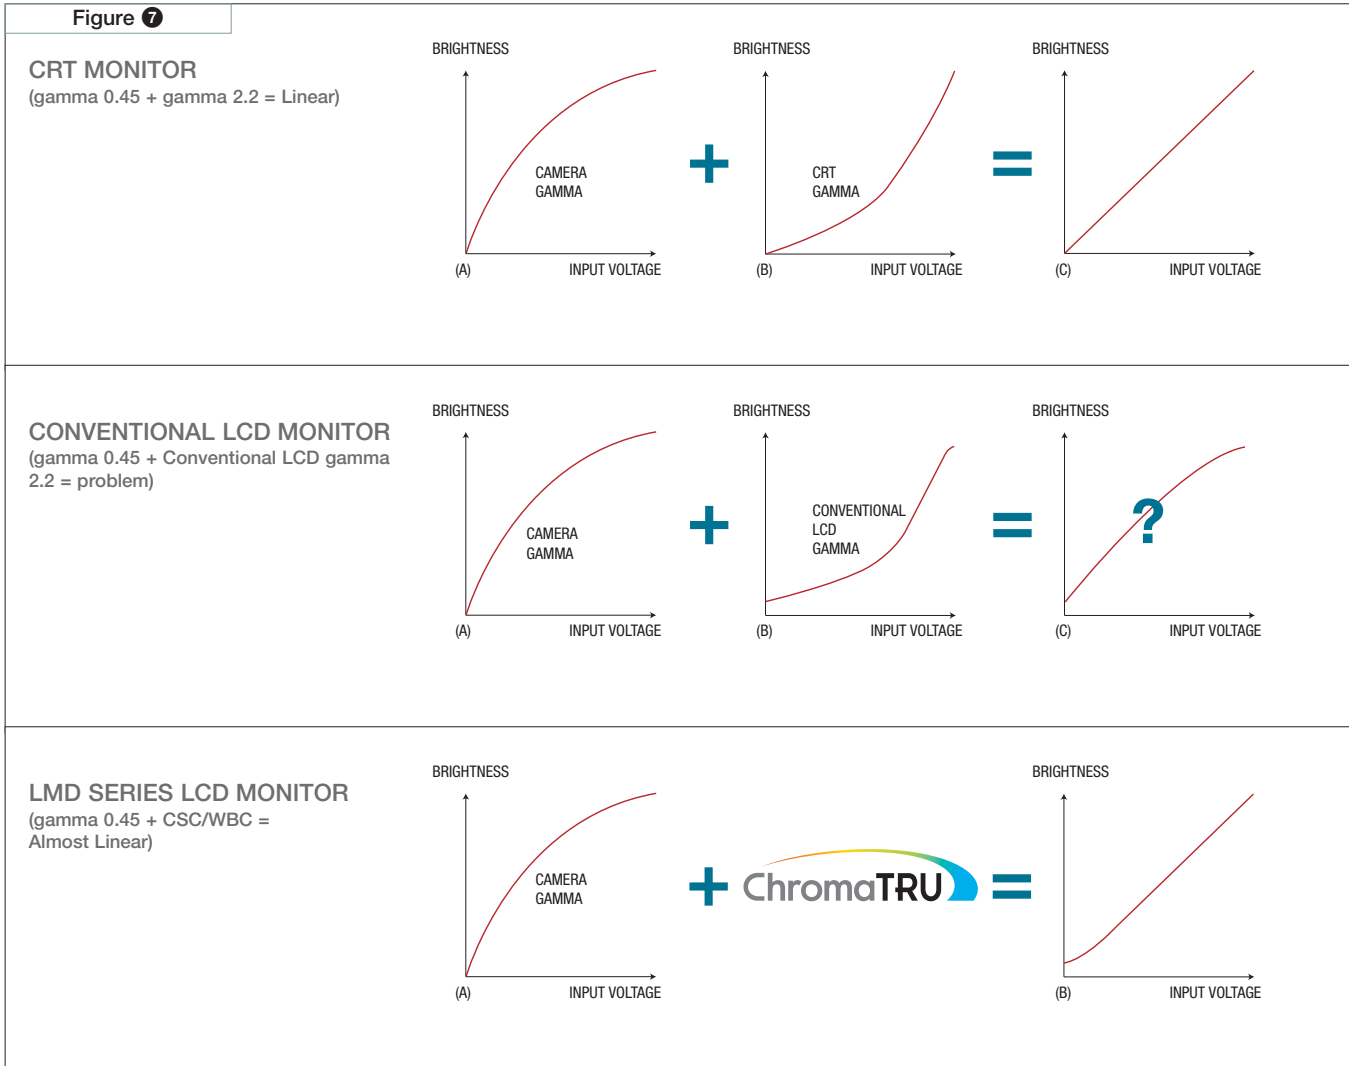 Figure ❼
CRT MONITOR
(gamma 0.45 + gamma 2.2 = Linear)
BRIGHTNESS
CAMERA
GAMMA
(A)
INPUT VOLTAGE
+
BRIGHTNESS
CRT
GAMMA
(B)
INPUT VOLTAGE
=
BRIGHTNESS
(C)
INPUT VOLTAGE
CONVENTIONAL LCD MONITOR
(gamma 0.45 + Conventional LCD gamma
2.2 = problem)
BRIGHTNESS
CAMERA
GAMMA
(A)
INPUT VOLTAGE
+
BRIGHTNESS
CONVENTIONAL
LCD
GAMMA
(B)
INPUT VOLTAGE
=
BRIGHTNESS
?
(C)
INPUT VOLTAGE
LMD SERIES LCD MONITOR
(gamma 0.45 + CSC/WBC =
Almost Linear)
BRIGHTNESS
CAMERA
GAMMA
(A)
INPUT VOLTAGE
+
ChromaTRU
=
BRIGHTNESS
(B)
INPUT VOLTAGE